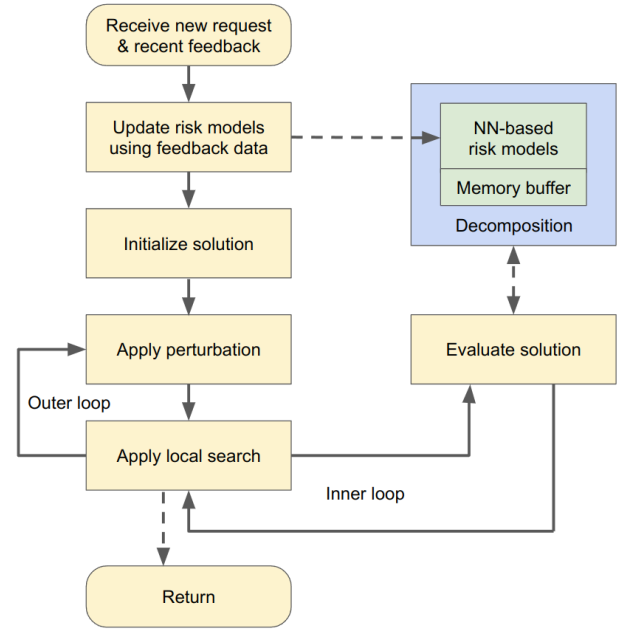 Receive new request
& recent feedback
Update risk models
using feedback data
NN-based
risk models
Memory buffer
Decomposition
Initialize solution
Apply perturbation
Evaluate solution
Outer loop
Apply local search
Inner loop
Return